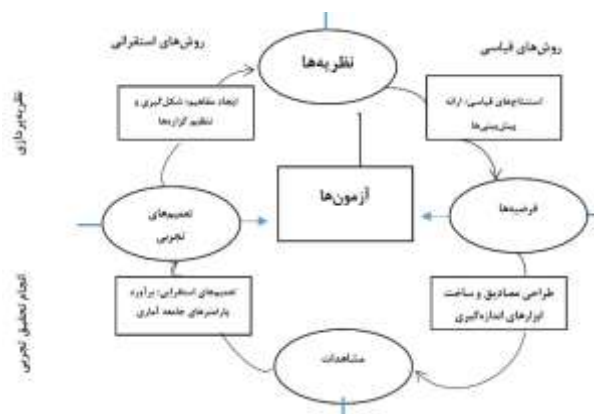 روش‌های استقرائی
روش‌های قیاسی
نظریه‌ها
ایجاد مفاهیم: شکل‌گیری و
تنظیم گزاره‌ها
استنتاج‌های قیاسی: ارائه
پیش‌بینی‌ها
نظریه‌پردازی
آزمون‌ها
تعمیم‌های
تجربی
فرضیه‌ها
تعمیم‌های استقرائی: برآورد
پارامترهای جامعه آماری
طراحی مصادیق و ساخت
ابزارهای اندازه‌گیری
انجام تحقیق تجربی
مشاهدات